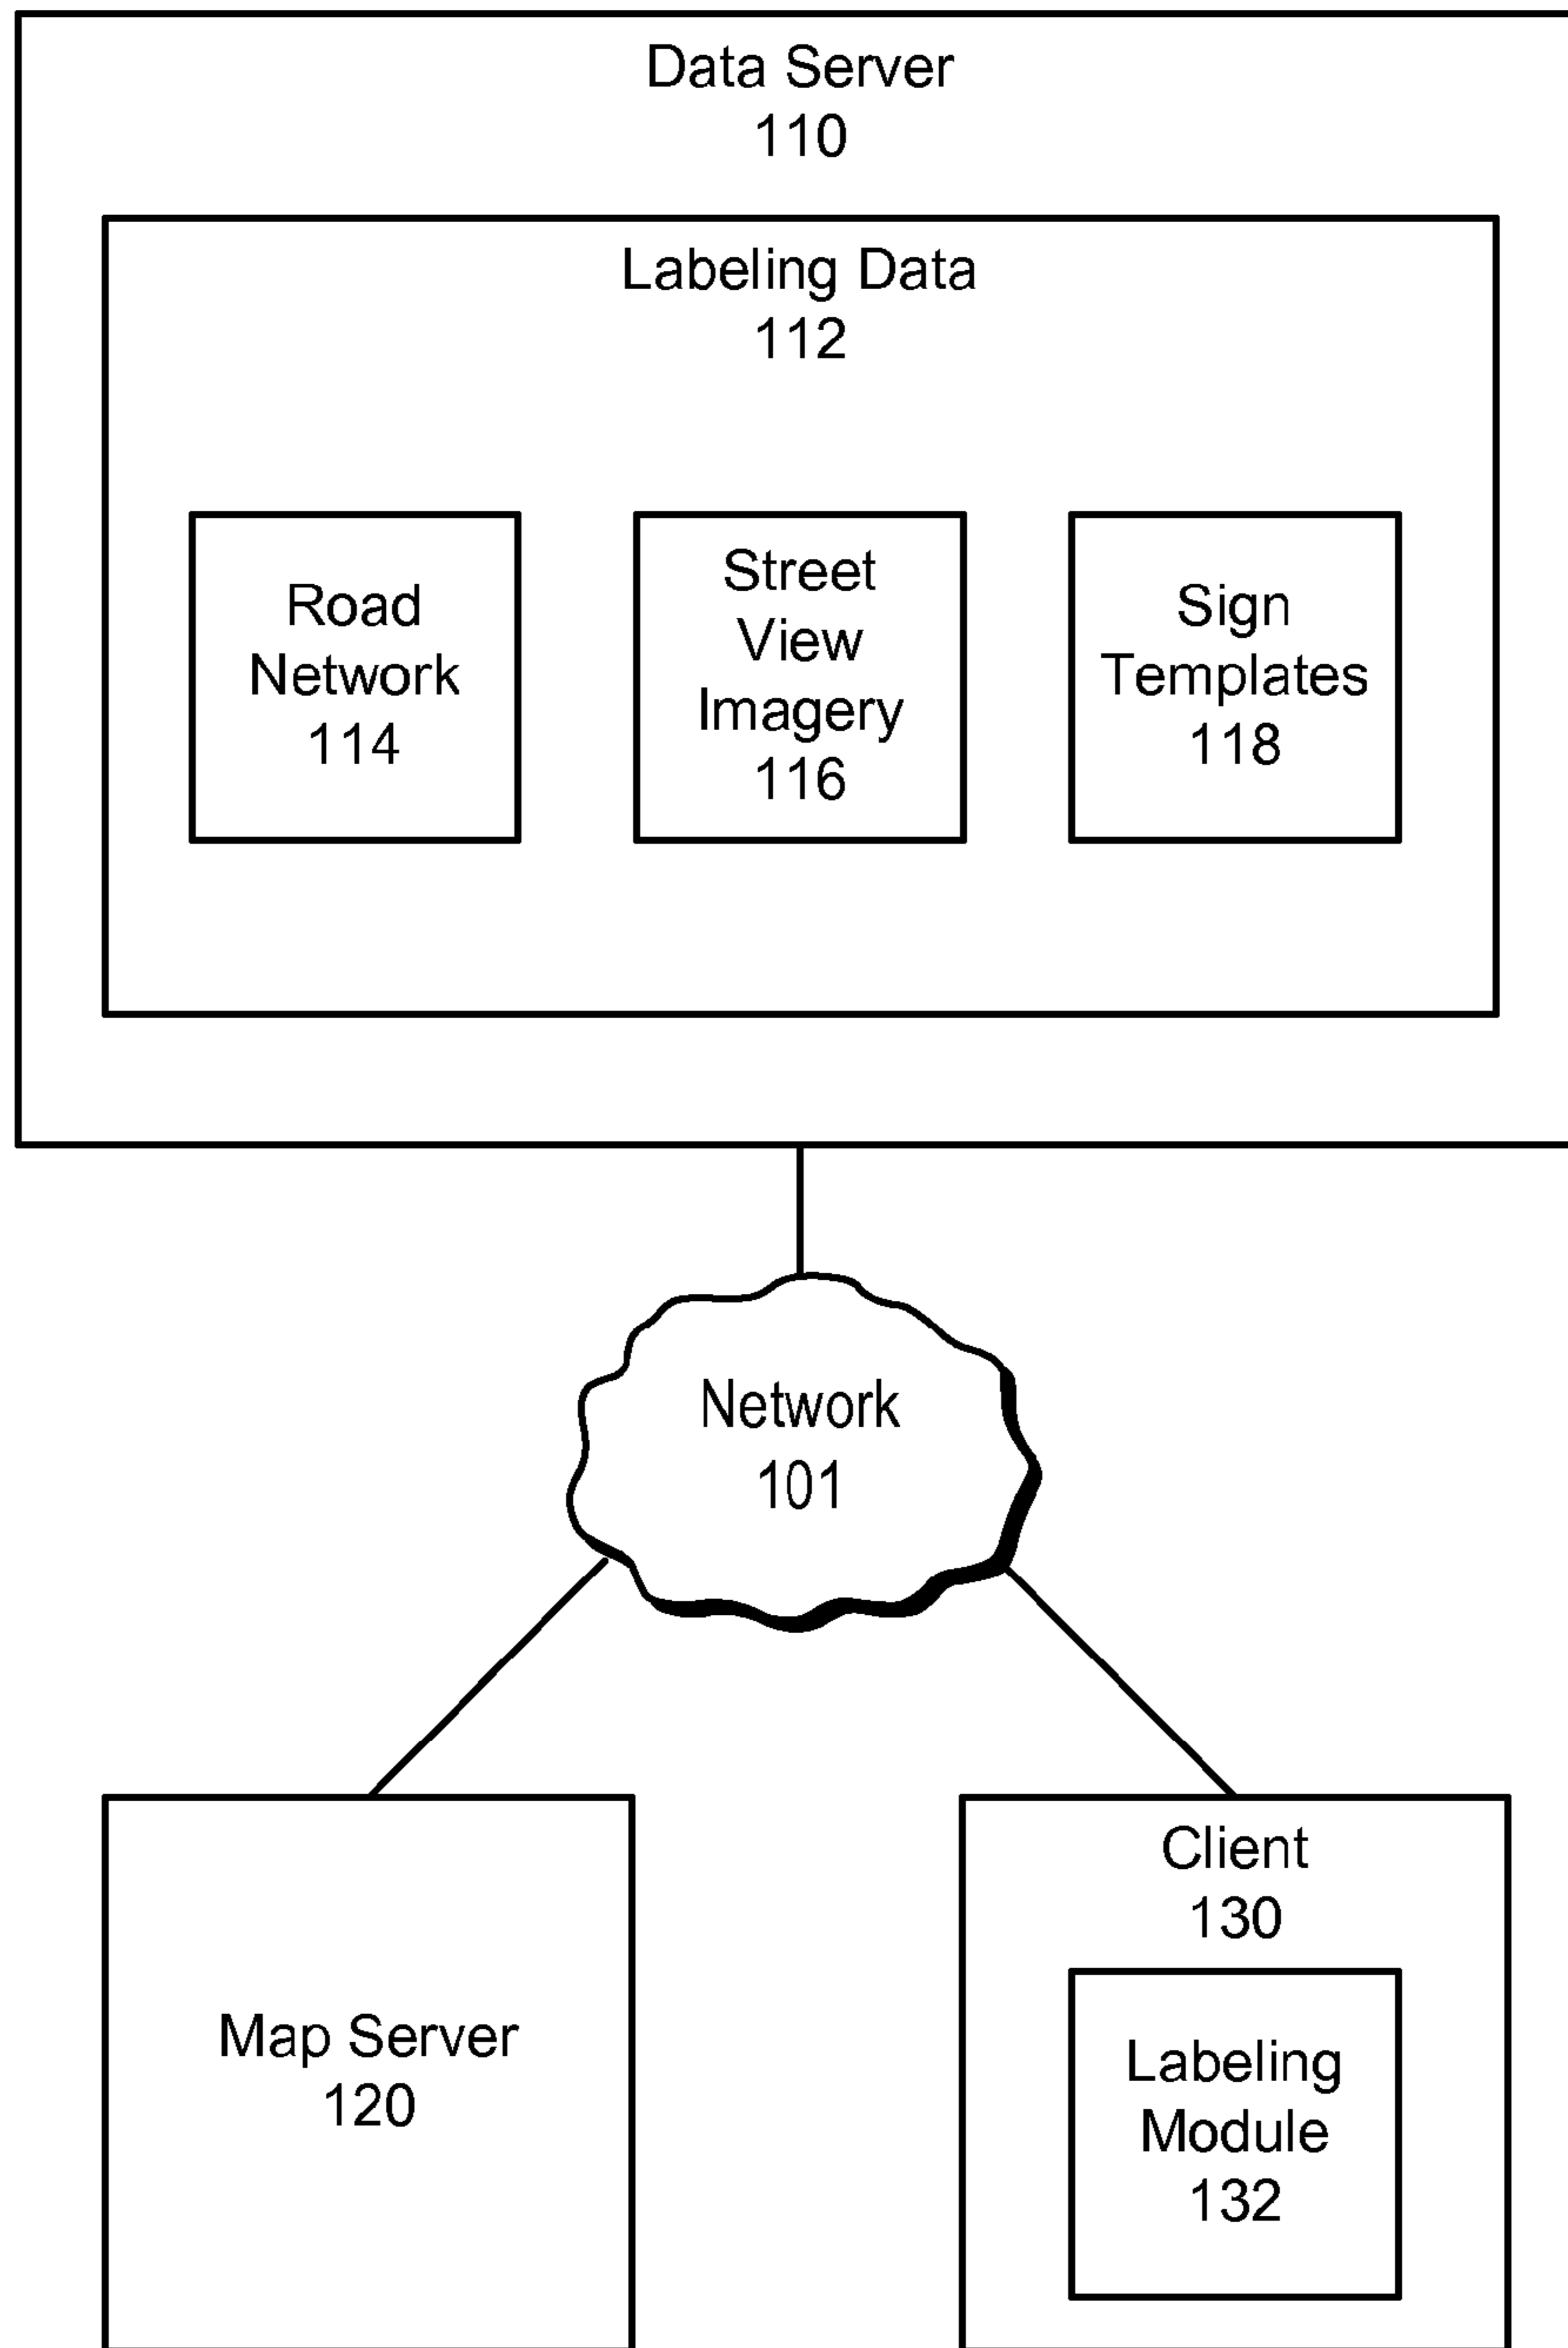 Data Server
110
Labeling Data
112
Road
Network
114
Street
View
Imagery
116
Sign
Templates
118
Network
101
Map Server
120
Client
130
Labeling
Module
132